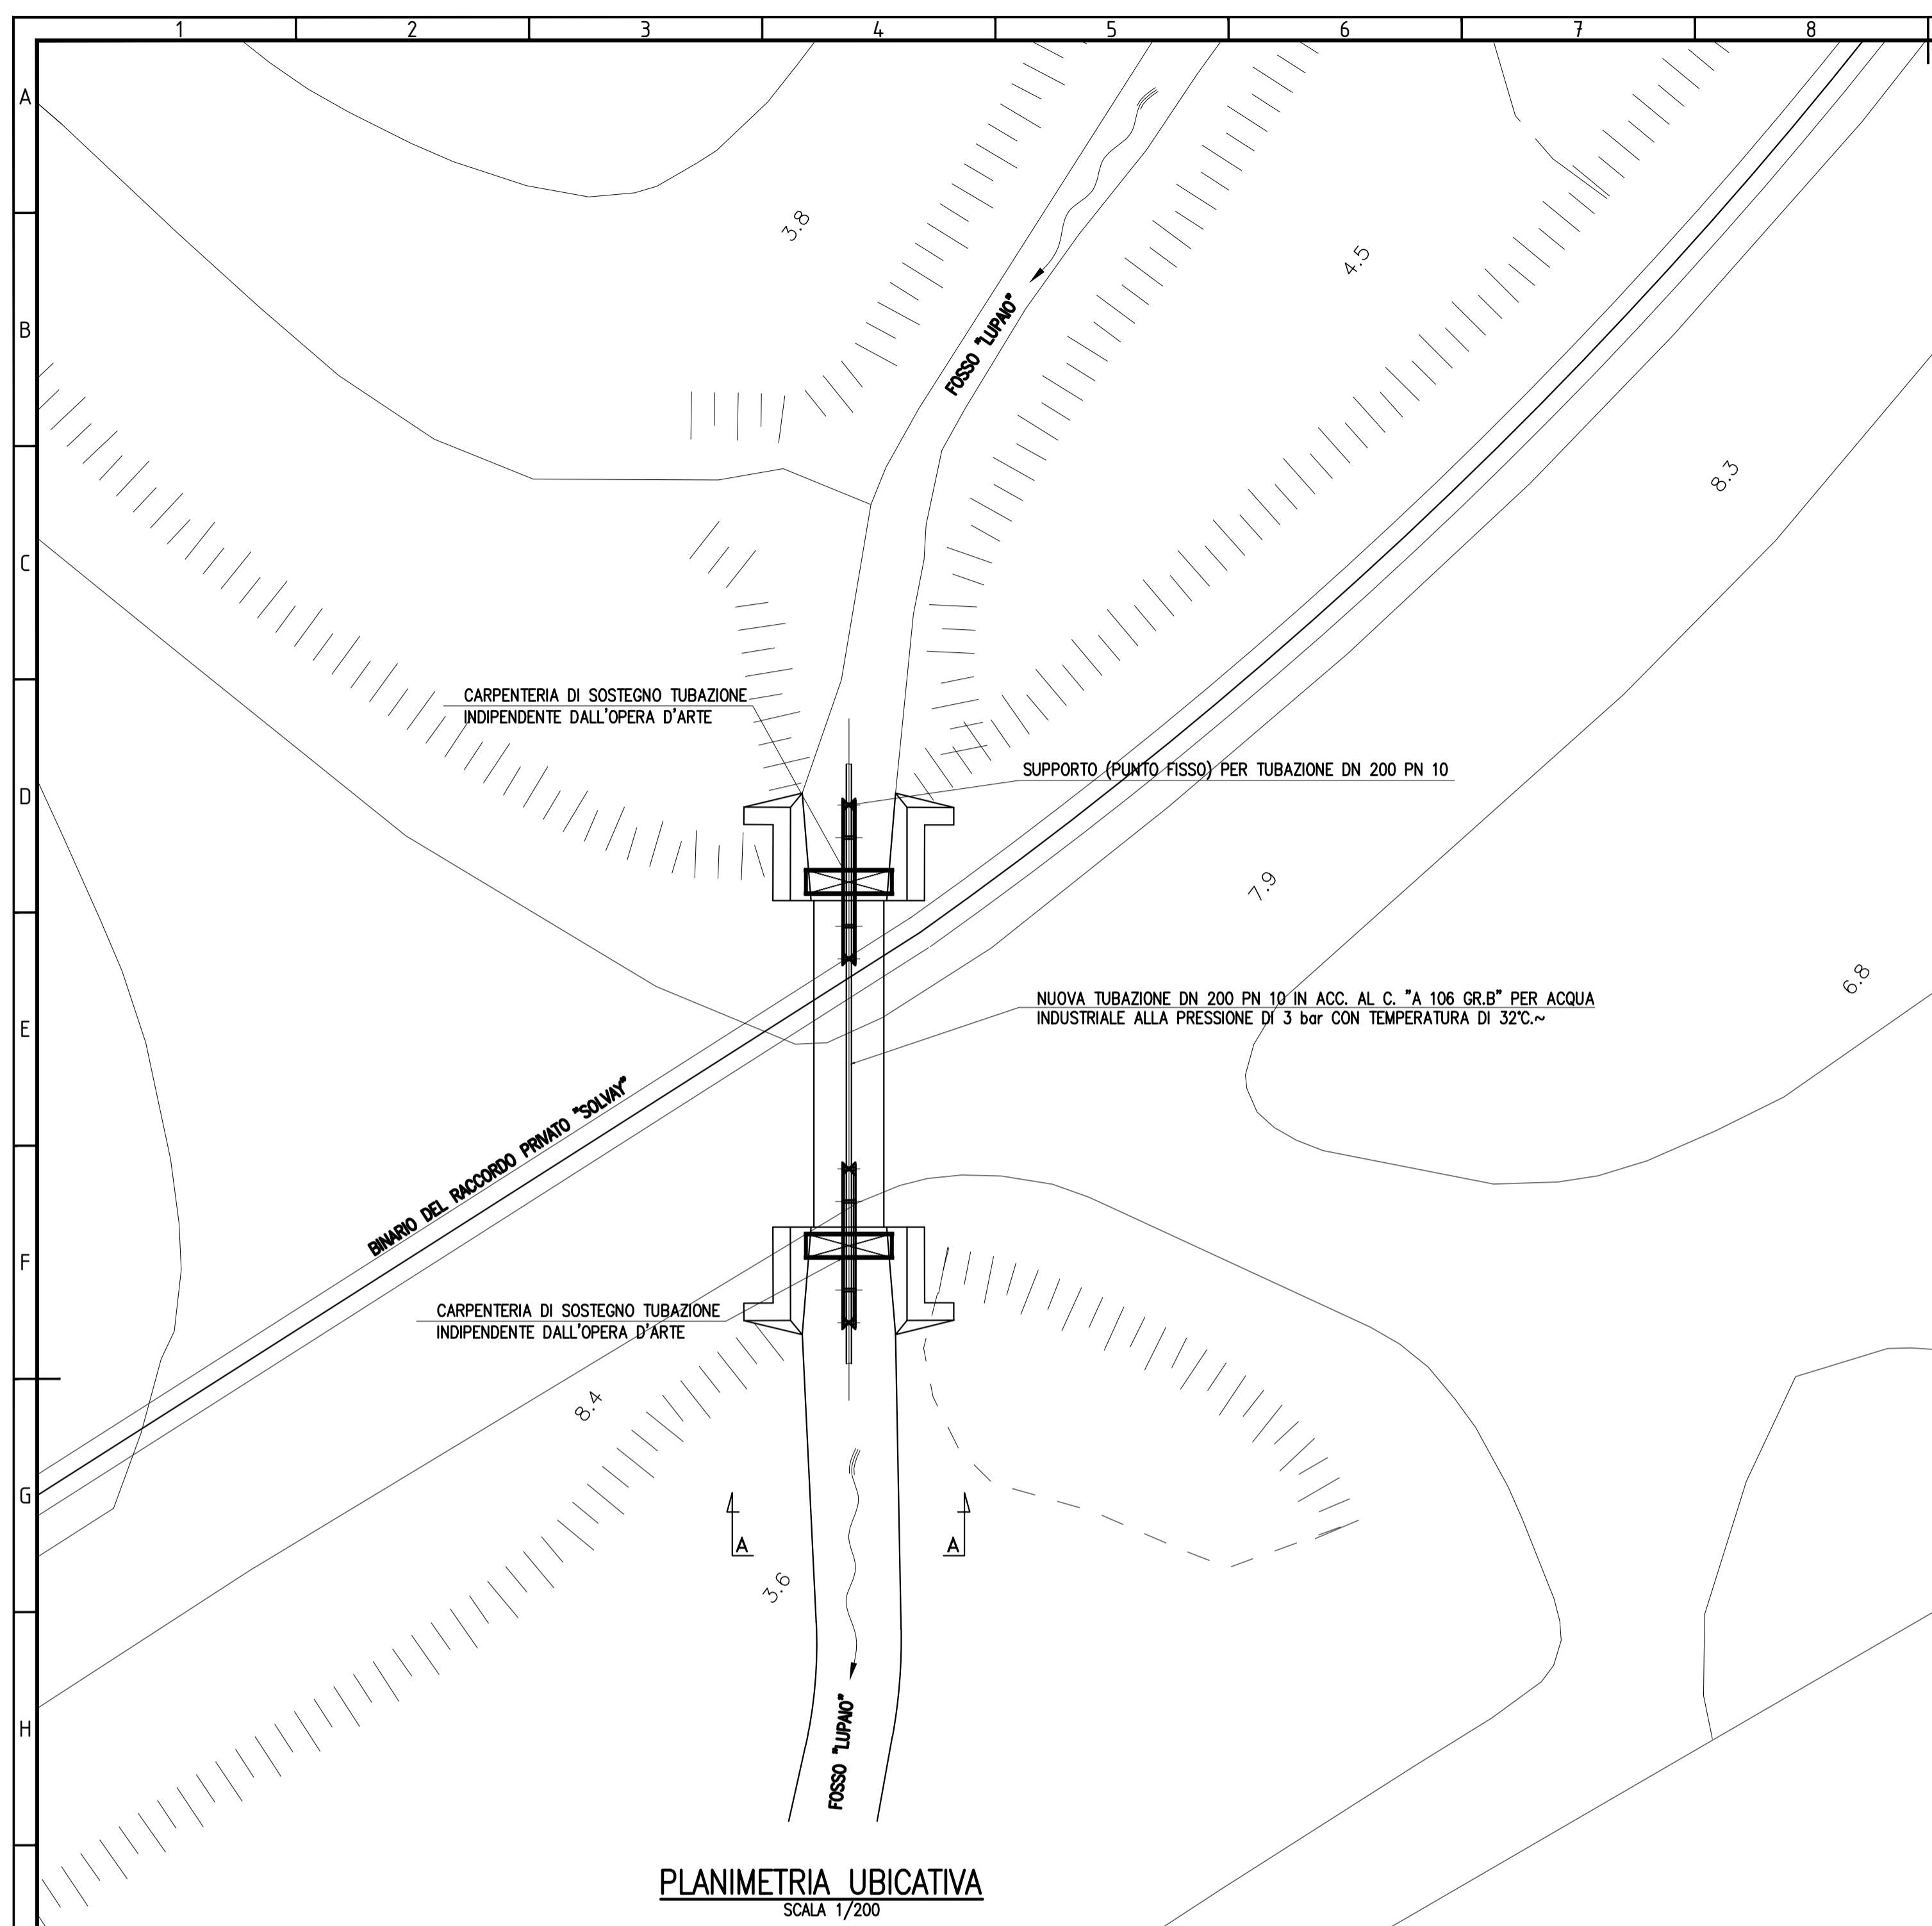 1 2 3 4 5 6 7 8
A
B
C
D
E
F
G
H
3.8
4.5
FOSSO "LUPAIO"
8.3
CARPENTERIA DI SOSTEGNO TUBAZIONE
INDIPENDENTE DALL'OPERA D'ARTE
SUPPORTO (PUNTO FISSO) PER TUBAZIONE DN 200 PN 10
7.9
6.8
NUOVA TUBAZIONE DN 200 PN 10 IN ACC. AL C. "A 106 GR.B" PER ACQUA
INDUSTRIALE ALLA PRESSIONE DI 3 bar CON TEMPERATURA DI 32°C.~
BINARIO DEL RACCORDO PRIVATO "SOLVAY"
CARPENTERIA DI SOSTEGNO TUBAZIONE
INDIPENDENTE DALL'OPERA D'ARTE
8.4
A A
3.6
FOSSO "LUPAIO"
PLANIMETRIA UBICATIVA
SCALA 1/200